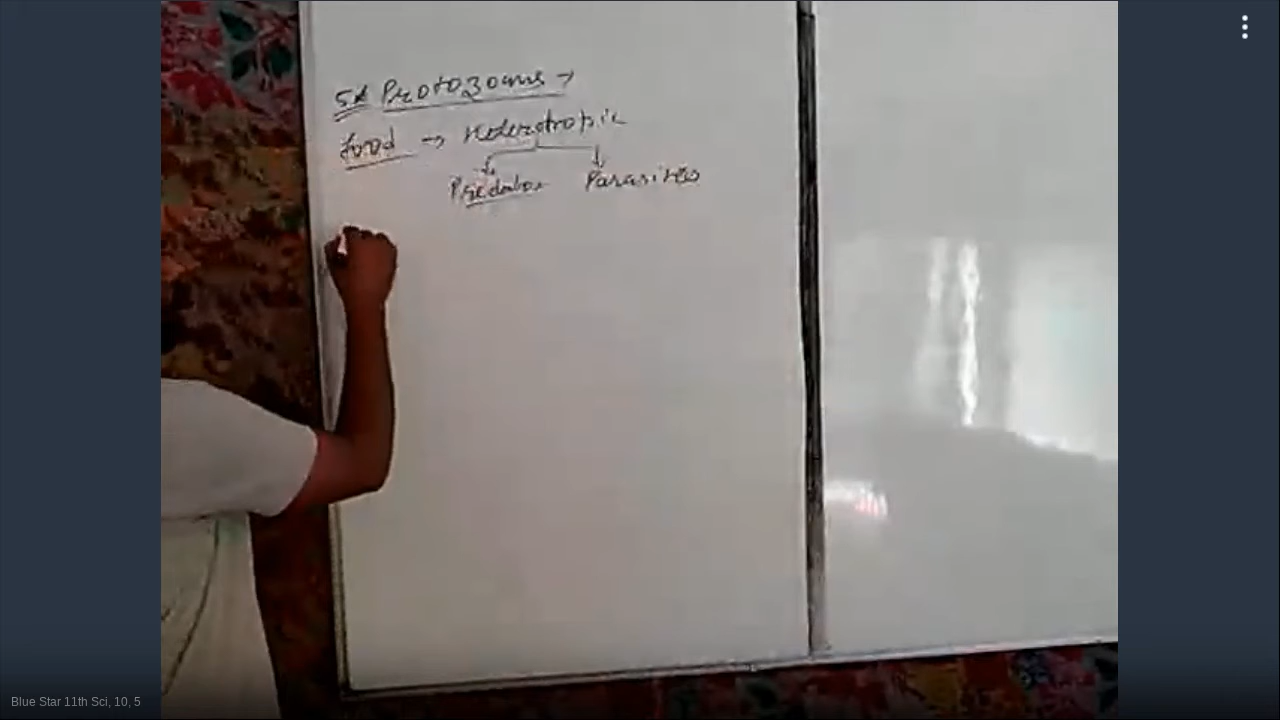 5) Protozoans →
food → Heterotropic
Predator Parasites
Blue Star 11th Sci, 10, 5